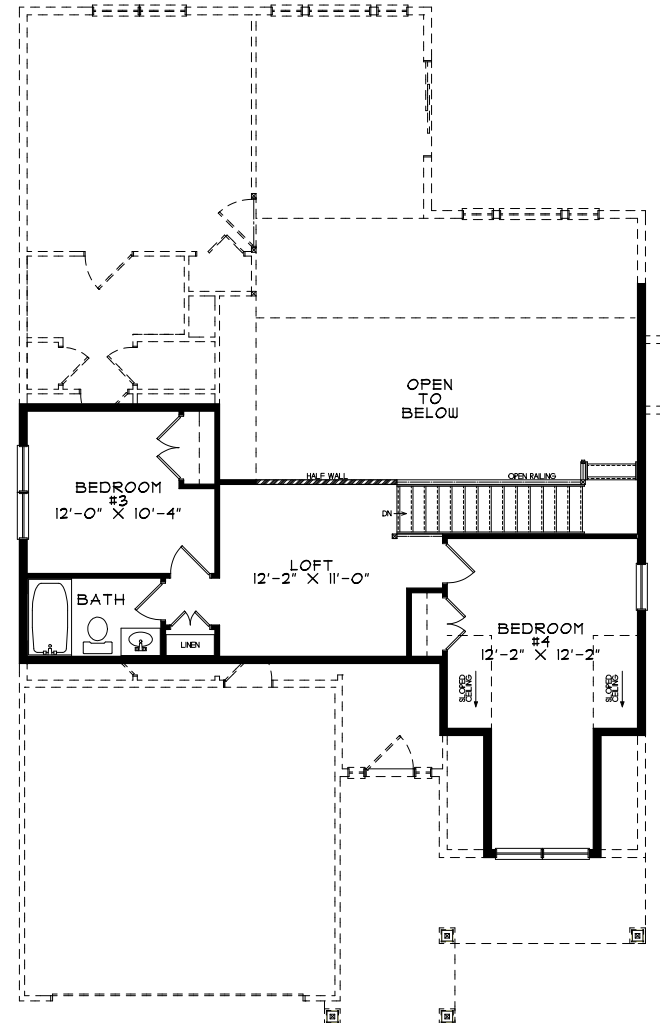 OPEN
TO
BELOW
HALF WALL
OPEN RAILING
BEDROOM
#3
12'-0" X 10'-4"
DN
LOFT
12'-2" X 11'-0"
BATH
LINEN
BEDROOM
#4
12'-2" X 12'-2"
SLOPED
CEILING
SLOPED
CEILING